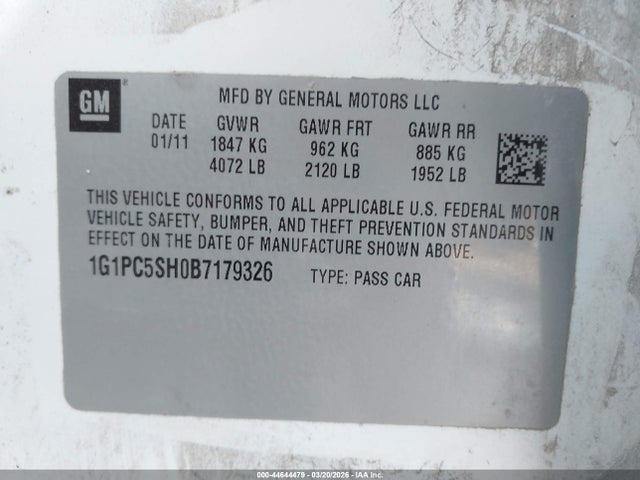 GM
MFD BY GENERAL MOTORS LLC
DATE GVWR GAWR FRT GAWR RR
01/11 1847 KG 962 KG 885 KG
4072 LB 2120 LB 1952 LB
THIS VEHICLE CONFORMS TO ALL APPLICABLE U.S. FEDERAL MOTOR
VEHICLE SAFETY, BUMPER, AND THEFT PREVENTION STANDARDS IN
EFFECT ON THE DATE OF MANUFACTURE SHOWN ABOVE.
1G1PC5SH0B7179326 TYPE: PASS CAR
000-44644479 - 03/20/2026 - IAAI.COM